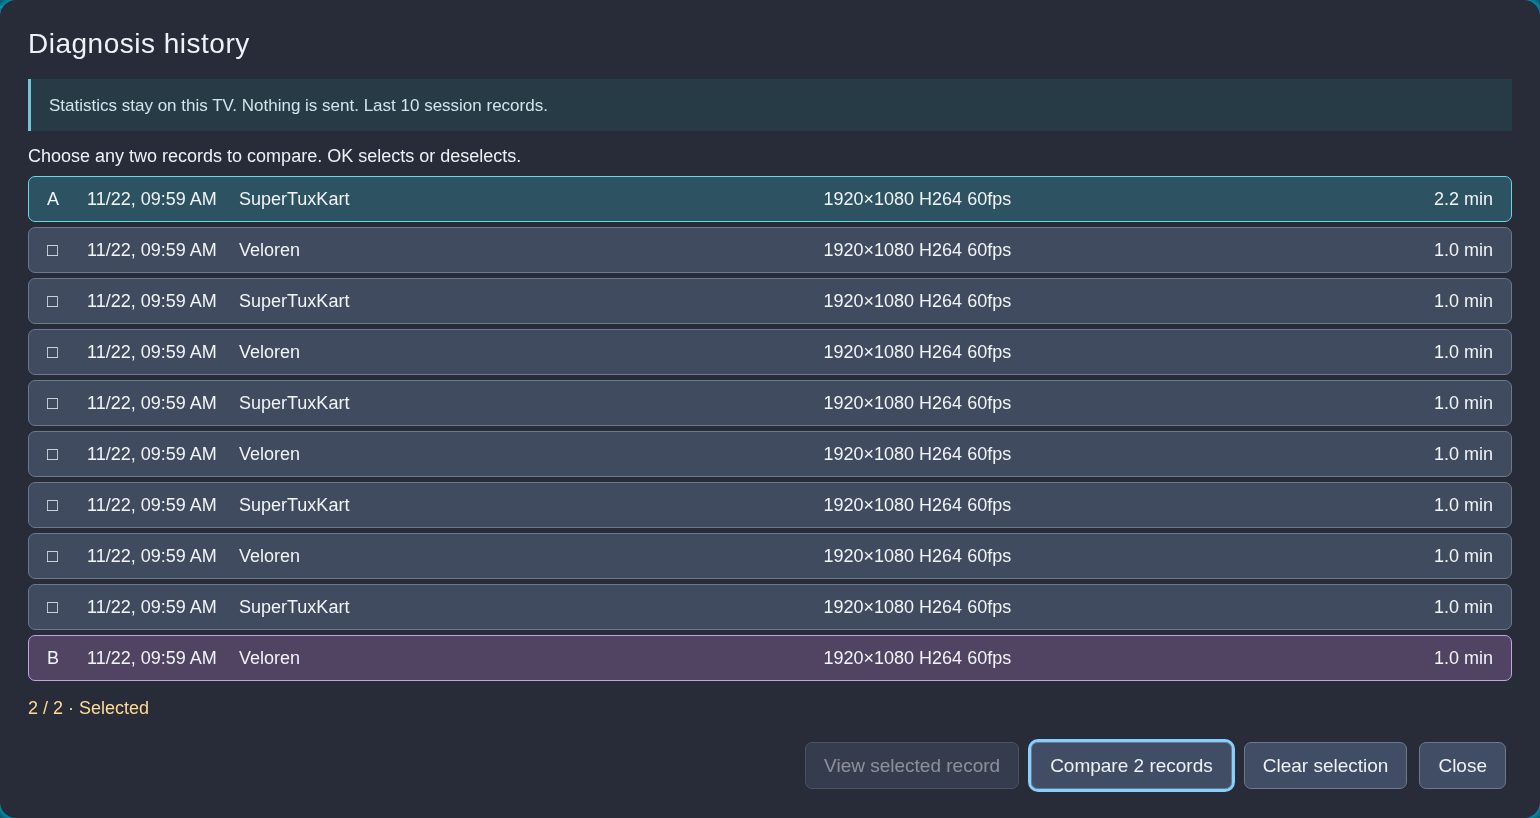 Diagnosis history
Statistics stay on this TV. Nothing is sent. Last 10 session records.
Choose any two records to compare. OK selects or deselects.
A 11/22, 09:59 AM SuperTuxKart 1920×1080 H264 60fps 2.2 min
□ 11/22, 09:59 AM Veloren 1920×1080 H264 60fps 1.0 min
□ 11/22, 09:59 AM SuperTuxKart 1920×1080 H264 60fps 1.0 min
□ 11/22, 09:59 AM Veloren 1920×1080 H264 60fps 1.0 min
□ 11/22, 09:59 AM SuperTuxKart 1920×1080 H264 60fps 1.0 min
□ 11/22, 09:59 AM Veloren 1920×1080 H264 60fps 1.0 min
□ 11/22, 09:59 AM SuperTuxKart 1920×1080 H264 60fps 1.0 min
□ 11/22, 09:59 AM Veloren 1920×1080 H264 60fps 1.0 min
□ 11/22, 09:59 AM SuperTuxKart 1920×1080 H264 60fps 1.0 min
B 11/22, 09:59 AM Veloren 1920×1080 H264 60fps 1.0 min
2 / 2 · Selected
View selected record Compare 2 records Clear selection Close